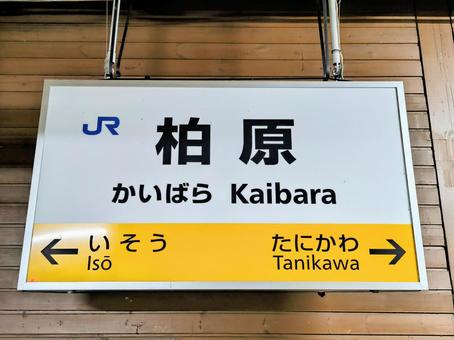 JR
柏原
かいばら Kaibara
← いそう たにかわ →
Isō Tanikawa